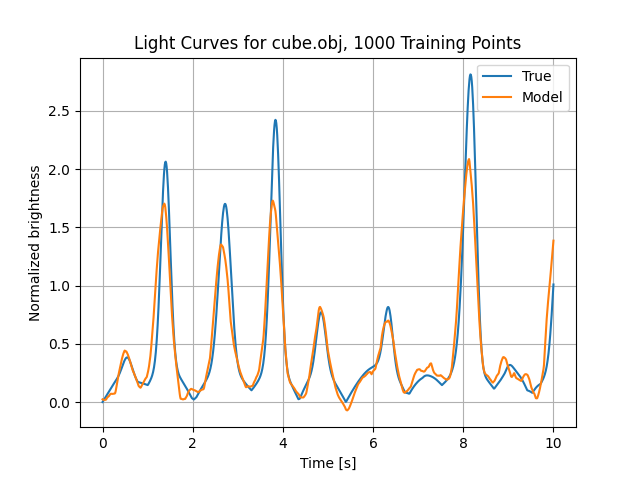 Light Curves for cube.obj, 1000 Training Points
True
Model
Normalized brightness
2.5
2.0
1.5
1.0
0.5
0.0
0 2 4 6 8 10
Time [s]